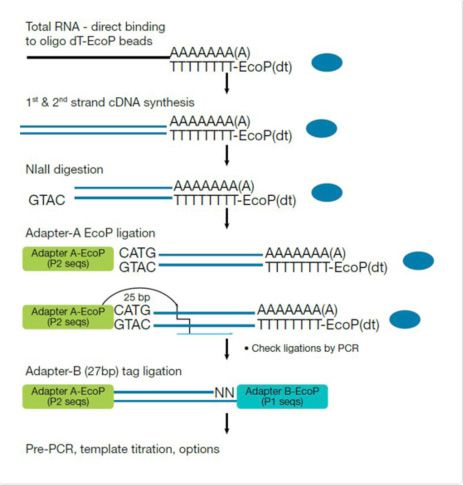 Total RNA - direct binding
to oligo dT-EcoP beads
AAAAAAA(A)
TTTTTTTT-EcoP(dt)
1st & 2nd strand cDNA synthesis
AAAAAAA(A)
TTTTTTTT-EcoP(dt)
NlaII digestion
AAAAAAA(A)
GTAC TTTTTTTT-EcoP(dt)
Adapter-A EcoP ligation
Adapter A-EcoP CATG AAAAAAA(A)
(P2 seqs) GTAC TTTTTTTT-EcoP(dt)
25 bp
Adapter A-EcoP CATG AAAAAAA(A)
(P2 seqs) GTAC TTTTTTTT-EcoP(dt)
• Check ligations by PCR
Adapter-B (27bp) tag ligation
Adapter A-EcoP NN Adapter B-EcoP
(P2 seqs) (P1 seqs)
Pre-PCR, template titration, options